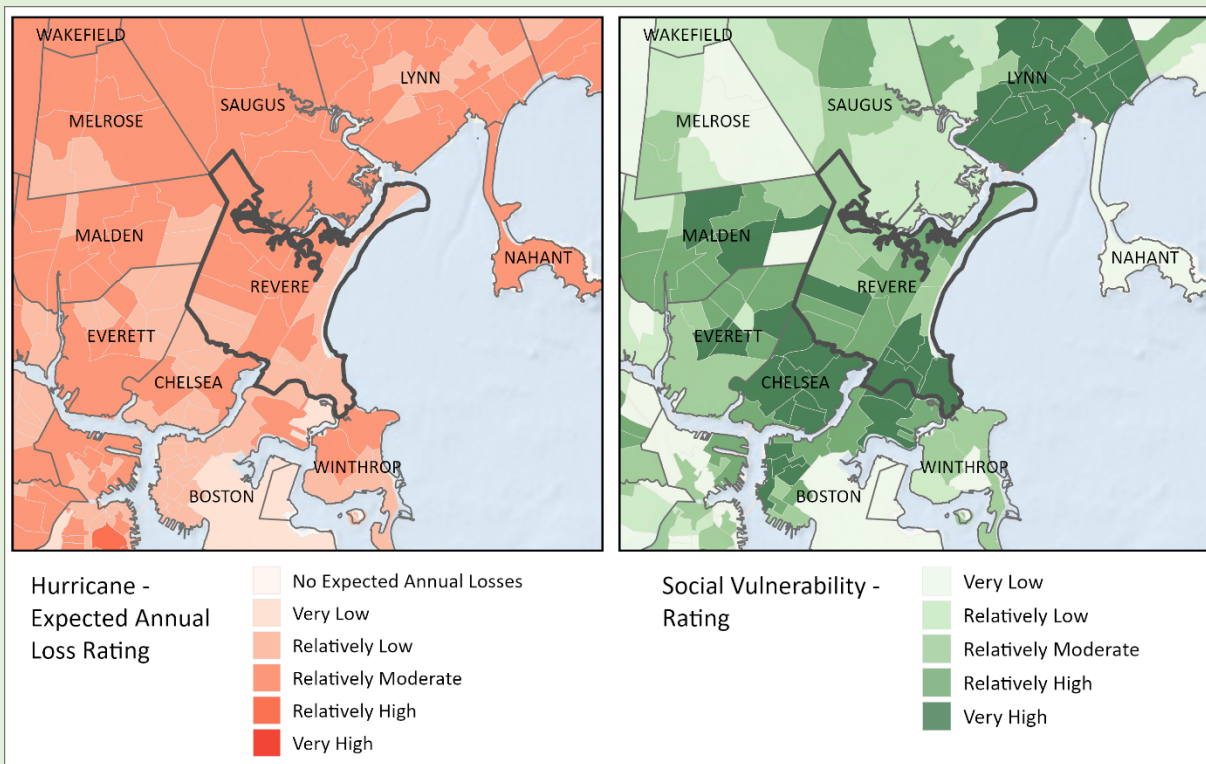 WAKEFIELD
LYNN
SAUGUS
MELROSE
MALDEN
NAHANT
REVERE
EVERETT
CHELSEA
WINTHROP
BOSTON
Hurricane -
Expected Annual
Loss Rating
No Expected Annual Losses
Very Low
Relatively Low
Relatively Moderate
Relatively High
Very High
WAKEFIELD
LYNN
SAUGUS
MELROSE
MALDEN
NAHANT
REVERE
EVERETT
CHELSEA
WINTHROP
BOSTON
Social Vulnerability -
Rating
Very Low
Relatively Low
Relatively Moderate
Relatively High
Very High